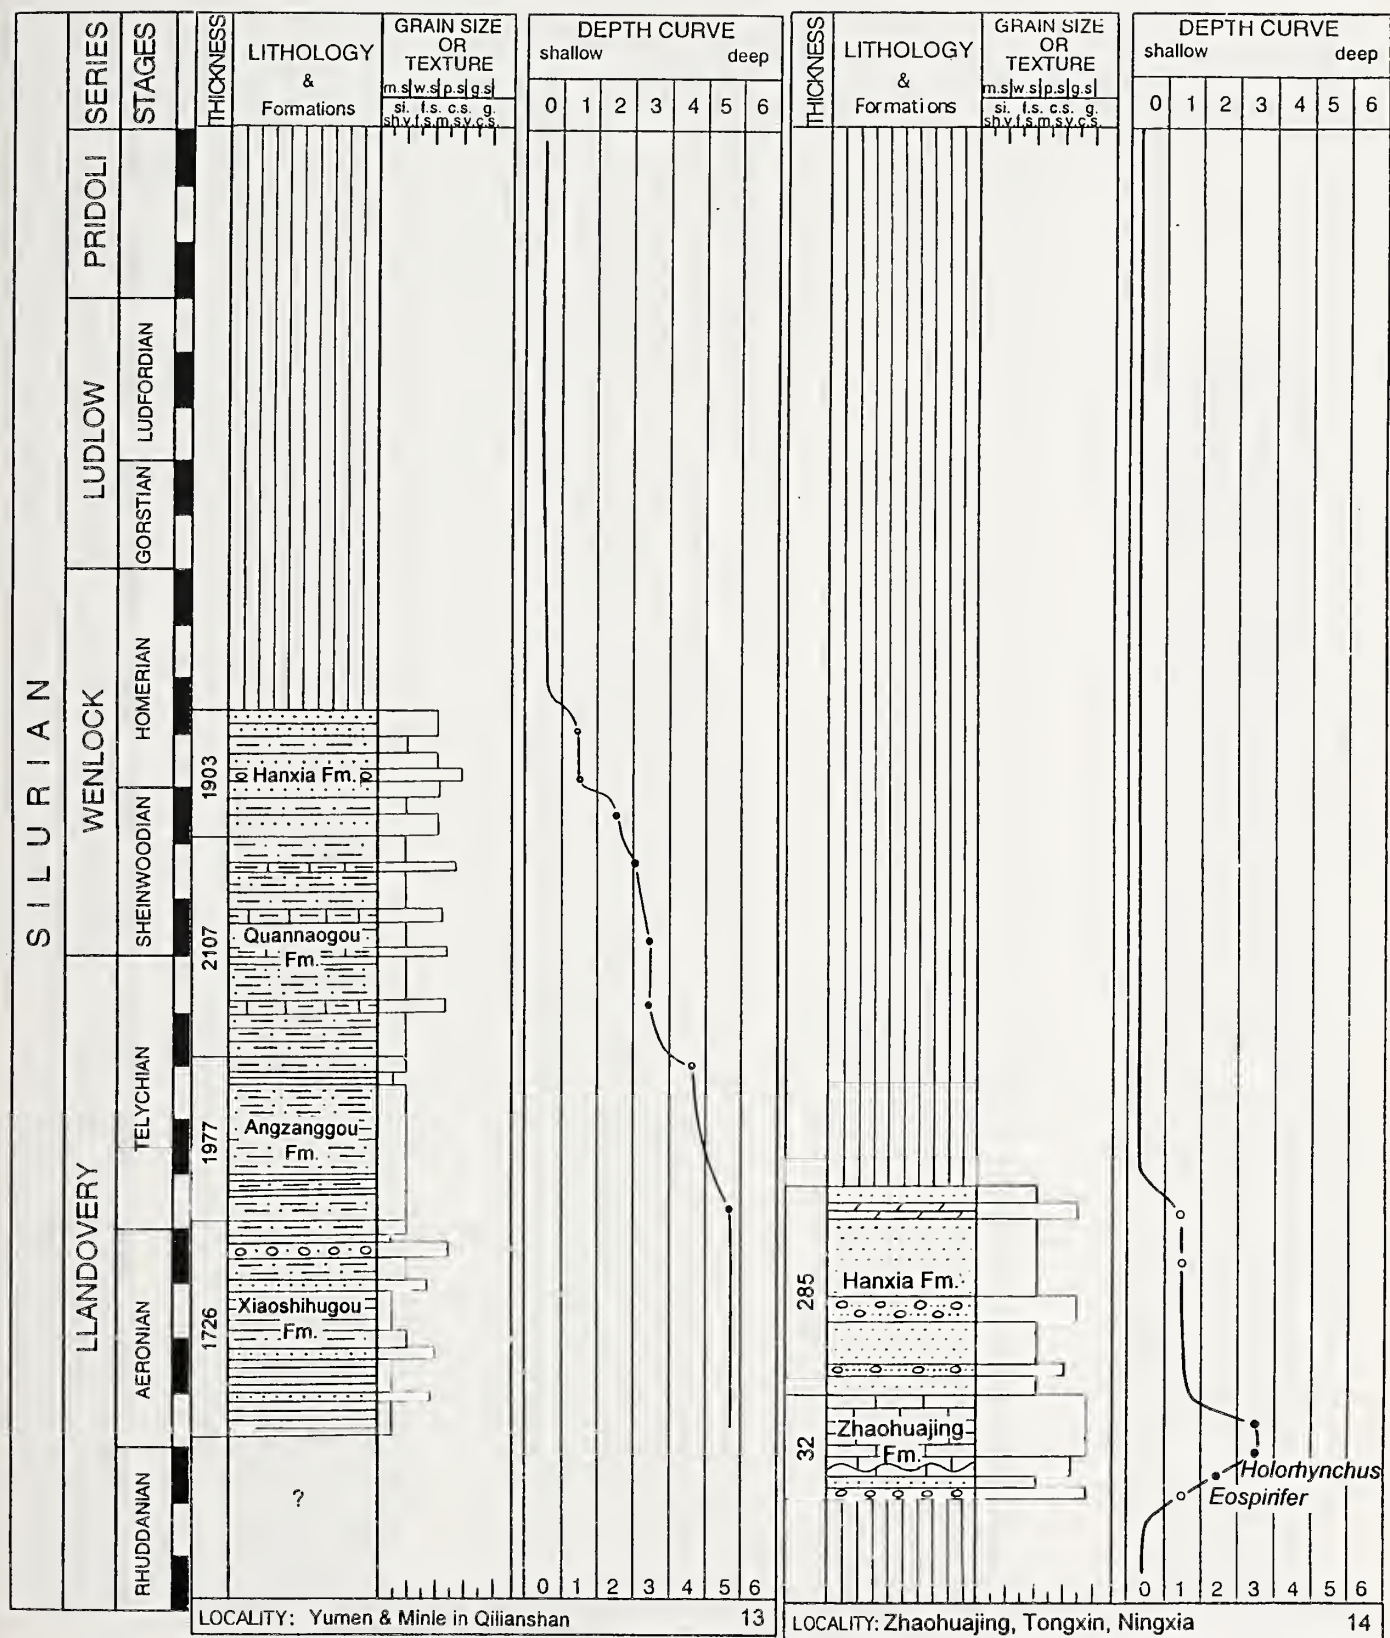 SILURIAN
SERIES
STAGES
PRIDOLI
LUDLOW
WENLOCK
LLANDOVERY
LUDFORDIAN
GORSTIAN
HOMERIAN
SHEINWOODIAN
TELYCHIAN
AERONIAN
RHUDDANIAN
THICKNESS
LITHOLOGY
&
Formations
GRAIN SIZE
OR
TEXTURE
m.s w.s p.s g.s
si. f.s. c.s. g.
sh.v.f.s.m.s.v.c.s.
DEPTH CURVE
shallow deep
0 1 2 3 4 5 6
1903
Hanxia Fm.
2107
Quannaogou
Fm.
1977
Angzanggou
Fm.
1726
Xiaoshihugou
Fm.
?
0 1 2 3 4 5 6
LOCALITY: Yumen & Minle in Qilianshan 13
THICKNESS
LITHOLOGY
&
Formations
GRAIN SIZE
OR
TEXTURE
m.s w.s p.s g.s
si. f.s. c.s. g.
sh.v.f.s.m.s.v.c.s.
DEPTH CURVE
shallow deep
0 1 2 3 4 5 6
285
Hanxia Fm.
32
Zhaohuajing
Fm.
Holorhynchus
Eospirifer
0 1 2 3 4 5 6
LOCALITY: Zhaohuajing, Tongxin, Ningxia 14